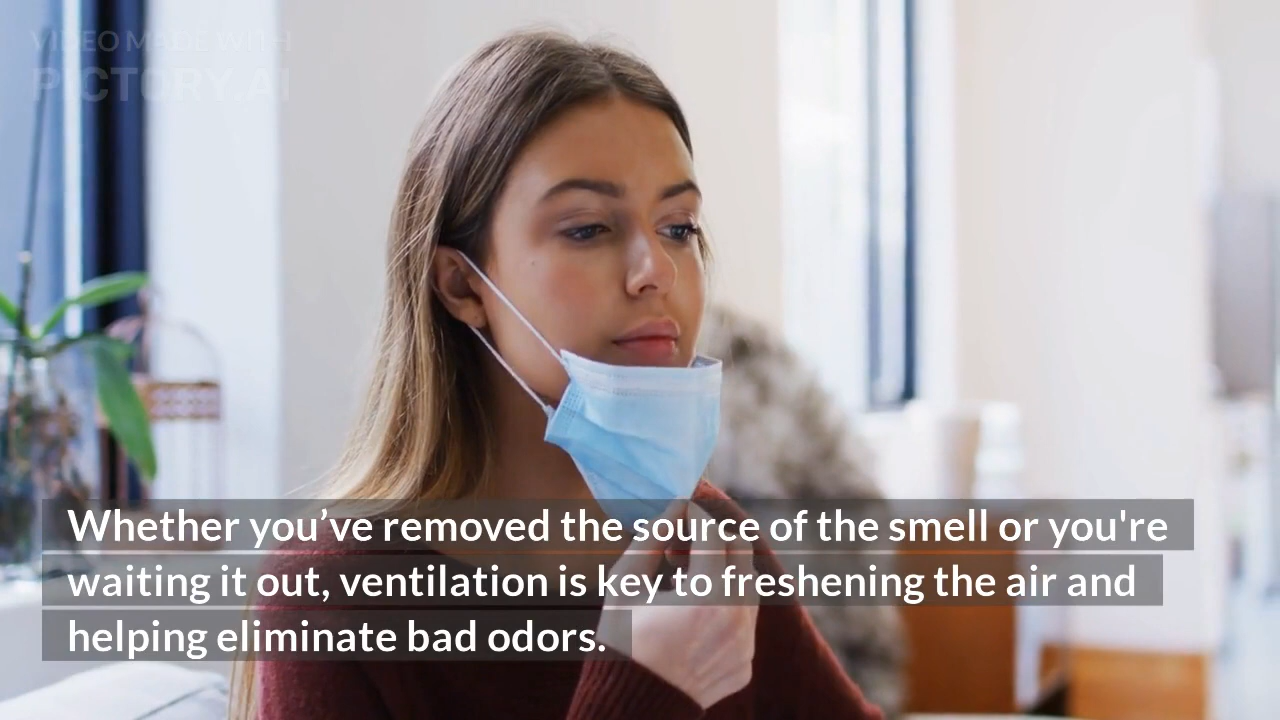 VIDEO MADE WITH
PICTORY.AI
Whether you’ve removed the source of the smell or you're
waiting it out, ventilation is key to freshening the air and
helping eliminate bad odors.